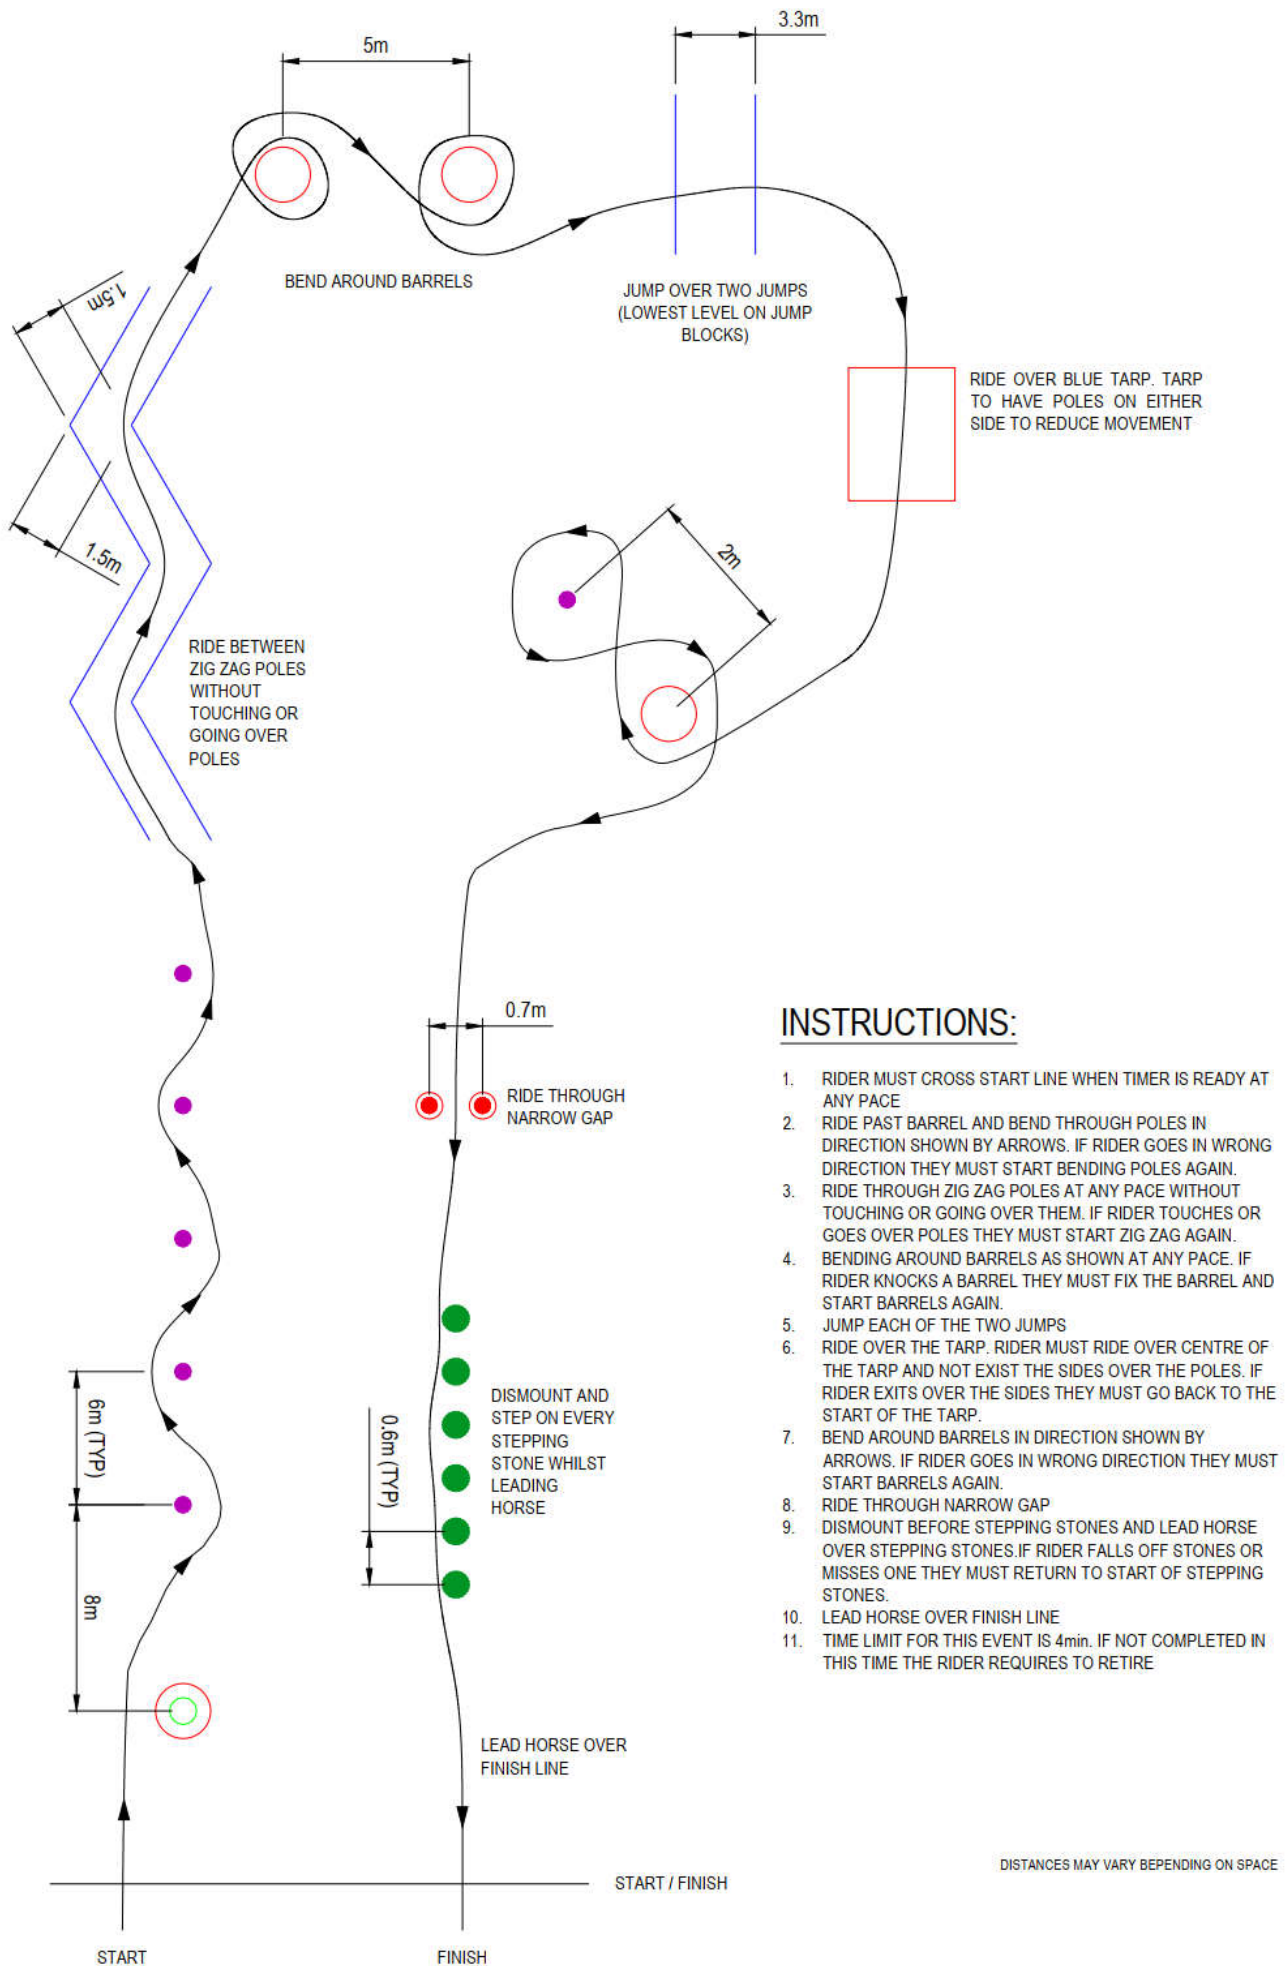 3.3m
5m
BEND AROUND BARRELS
1.5m
JUMP OVER TWO JUMPS
(LOWEST LEVEL ON JUMP
BLOCKS)
RIDE OVER BLUE TARP. TARP
TO HAVE POLES ON EITHER
SIDE TO REDUCE MOVEMENT
1.5m
2m
RIDE BETWEEN
ZIG ZAG POLES
WITHOUT
TOUCHING OR
GOING OVER
POLES
0.7m
RIDE THROUGH
NARROW GAP
6m (TYP)
8m
0.6m (TYP)
DISMOUNT AND
STEP ON EVERY
STEPPING
STONE WHILST
LEADING
HORSE
LEAD HORSE OVER
FINISH LINE
START / FINISH
START
FINISH
INSTRUCTIONS:
1. RIDER MUST CROSS START LINE WHEN TIMER IS READY AT
ANY PACE
2. RIDE PAST BARREL AND BEND THROUGH POLES IN
DIRECTION SHOWN BY ARROWS. IF RIDER GOES IN WRONG
DIRECTION THEY MUST START BENDING POLES AGAIN.
3. RIDE THROUGH ZIG ZAG POLES AT ANY PACE WITHOUT
TOUCHING OR GOING OVER THEM. IF RIDER TOUCHES OR
GOES OVER POLES THEY MUST START ZIG ZAG AGAIN.
4. BENDING AROUND BARRELS AS SHOWN AT ANY PACE. IF
RIDER KNOCKS A BARREL THEY MUST FIX THE BARREL AND
START BARRELS AGAIN.
5. JUMP EACH OF THE TWO JUMPS
6. RIDE OVER THE TARP. RIDER MUST RIDE OVER CENTRE OF
THE TARP AND NOT EXIST THE SIDES OVER THE POLES. IF
RIDER EXITS OVER THE SIDES THEY MUST GO BACK TO THE
START OF THE TARP.
7. BEND AROUND BARRELS IN DIRECTION SHOWN BY
ARROWS. IF RIDER GOES IN WRONG DIRECTION THEY MUST
START BARRELS AGAIN.
8. RIDE THROUGH NARROW GAP
9. DISMOUNT BEFORE STEPPING STONES AND LEAD HORSE
OVER STEPPING STONES.IF RIDER FALLS OFF STONES OR
MISSES ONE THEY MUST RETURN TO START OF STEPPING
STONES.
10. LEAD HORSE OVER FINISH LINE
11. TIME LIMIT FOR THIS EVENT IS 4min. IF NOT COMPLETED IN
THIS TIME THE RIDER REQUIRES TO RETIRE
DISTANCES MAY VARY BEPENDING ON SPACE